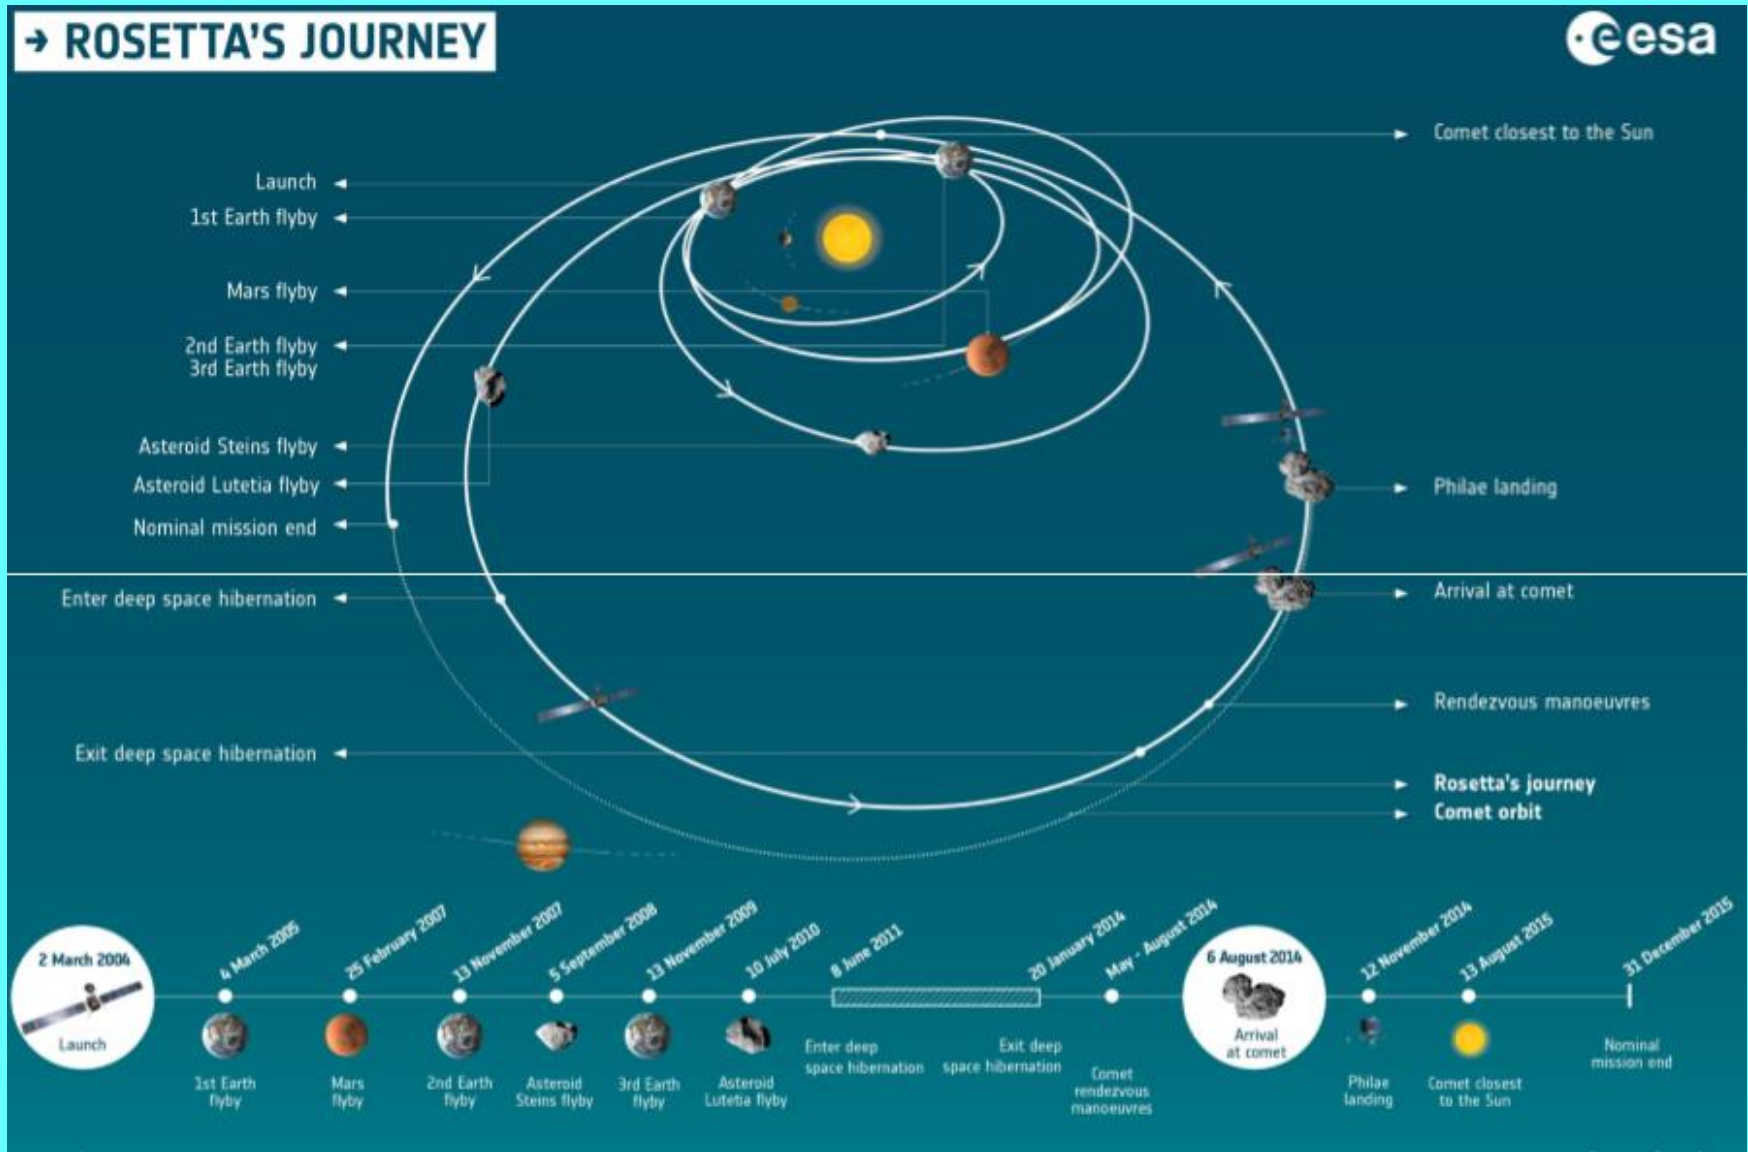 → ROSETTA'S JOURNEY
esa
Comet closest to the Sun
Launch
1st Earth flyby
Mars flyby
2nd Earth flyby
3rd Earth flyby
Asteroid Steins flyby
Asteroid Lutetia flyby
Nominal mission end
Philae landing
Enter deep space hibernation
Arrival at comet
Rendezvous manoeuvres
Exit deep space hibernation
Rosetta's journey
Comet orbit
2 March 2004
Launch
4 March 2005
1st Earth
flyby
25 February 2007
Mars
flyby
13 November 2007
2nd Earth
flyby
5 September 2008
Asteroid
Steins flyby
13 November 2009
3rd Earth
flyby
10 July 2010
Asteroid
Lutetia flyby
8 June 2011
Enter deep
space hibernation
20 January 2014
Exit deep
space hibernation
May - August 2014
Comet
rendezvous
manoeuvres
6 August 2014
Arrival
at comet
12 November 2014
Philae
landing
13 August 2015
Comet closest
to the Sun
31 December 2015
Nominal
mission end